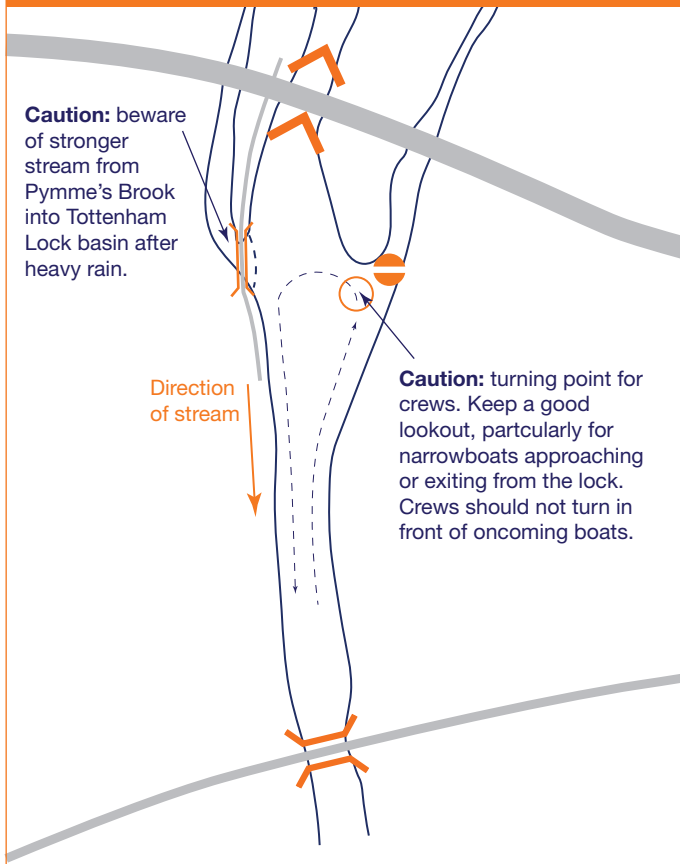 Caution: beware
of stronger
stream from
Pymme’s Brook
into Tottenham
Lock basin after
heavy rain.
Direction
of stream
Caution: turning point for
crews. Keep a good
lookout, partcularly for
narrowboats approaching
or exiting from the lock.
Crews should not turn in
front of oncoming boats.